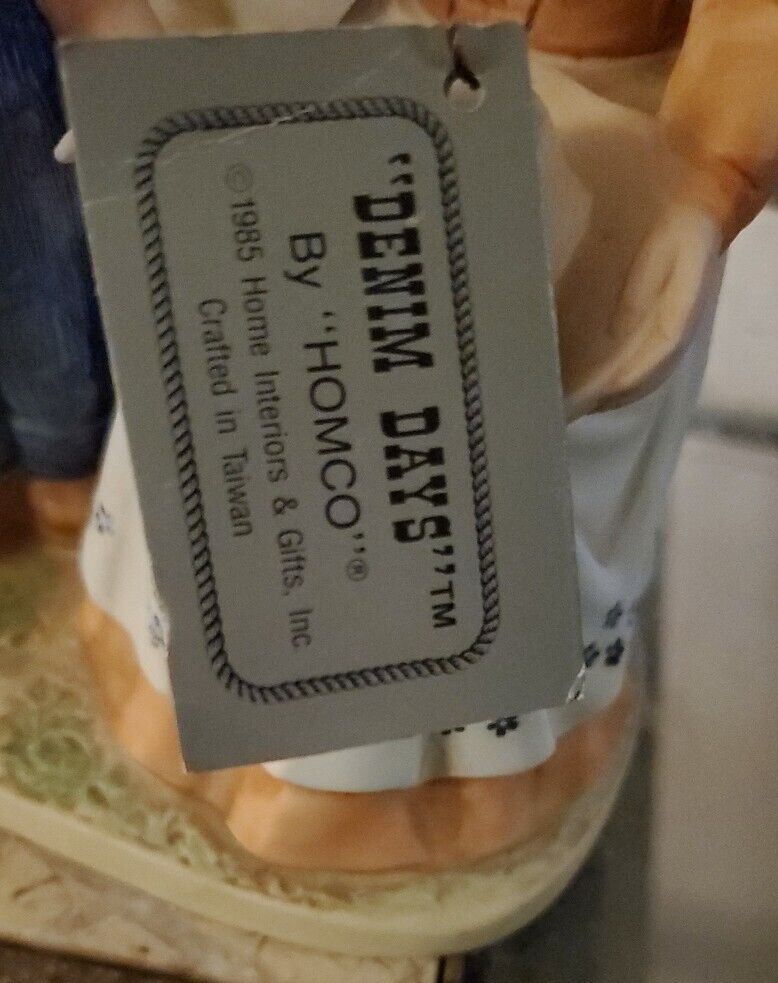 "DENIM DAYS"™
By "HOMCO"®
© 1985 Home Interiors & Gifts, Inc
Crafted in Taiwan